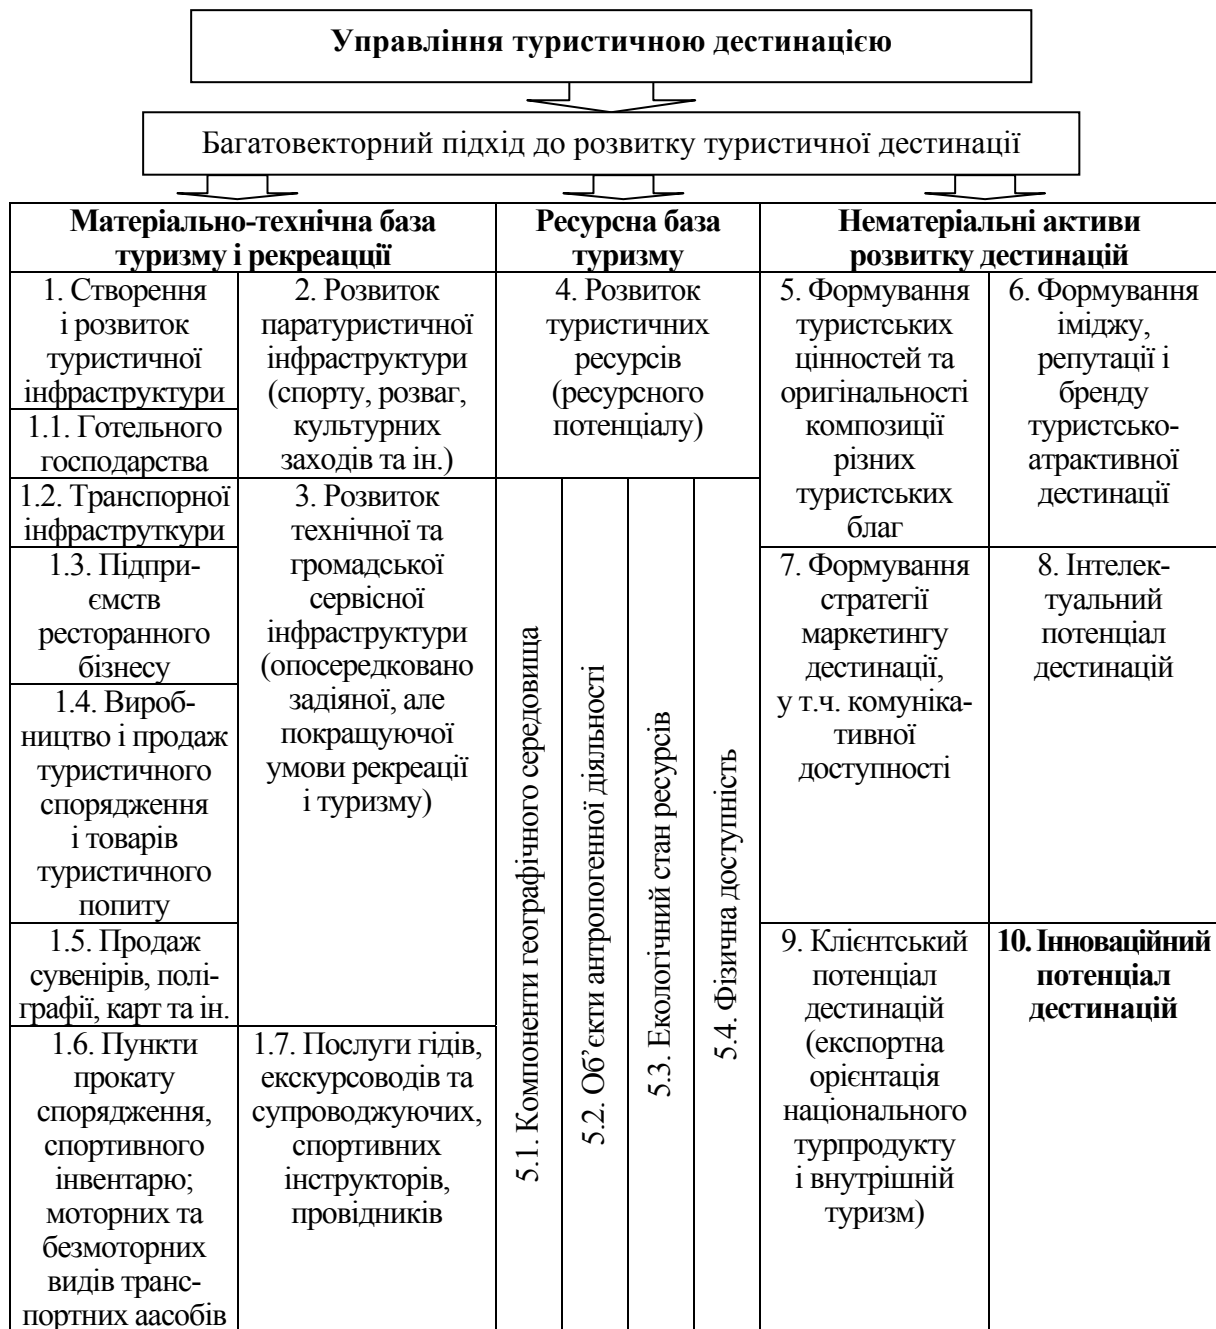 Управління туристичною дестинацією
Багатовекторний підхід до розвитку туристичної дестинації
Матеріально-технічна база
туризму і рекреацції
Ресурсна база
туризму
Нематеріальні активи
розвитку дестинацій
1. Створення
і розвиток
туристичної
інфраструктури
1.1. Готельного
господарства
1.2. Транспорної
інфраструткури
1.3. Підпри-
ємств
ресторанного
бізнесу
1.4. Вироб-
ництво і продаж
туристичного
спорядження
і товарів
туристичного
попиту
1.5. Продаж
сувенірів, полі-
графії, карт та ін.
1.6. Пункти
прокату
спорядження,
спортивного
інвентарю;
моторних та
безмоторних
видів транс-
портних аасобів
2. Розвиток
паратуристичної
інфраструктури
(спорту, розваг,
культурних
заходів та ін.)
3. Розвиток
технічної та
громадської
сервісної
інфраструктури
(опосередковано
задіяної, але
покращуючої
умови рекреації
і туризму)
1.7. Послуги гідів,
екскурсоводів та
супроводжуючих,
спортивних
інструкторів,
провідників
4. Розвиток
туристичних
ресурсів
(ресурсного
потенціалу)
5.1. Компоненти географічного середовища
5.2. Об’єкти антропогенної діяльності
5.3. Екологічний стан ресурсів
5.4. Фізична доступність
5. Формування
туристських
цінностей та
оригінальності
композиції
різних
туристських
благ
6. Формування
іміджу,
репутації і
бренду
туристсько-
атрактивної
дестинації
7. Формування
стратегії
маркетингу
дестинації,
у т.ч. комуніка-
тивної
доступності
8. Інтелек-
туальний
потенціал
дестинацій
9. Клієнтський
потенціал
дестинацій
(експортна
орієнтація
національного
турпродукту
і внутрішній
туризм)
10. Інноваційний
потенціал
дестинацій